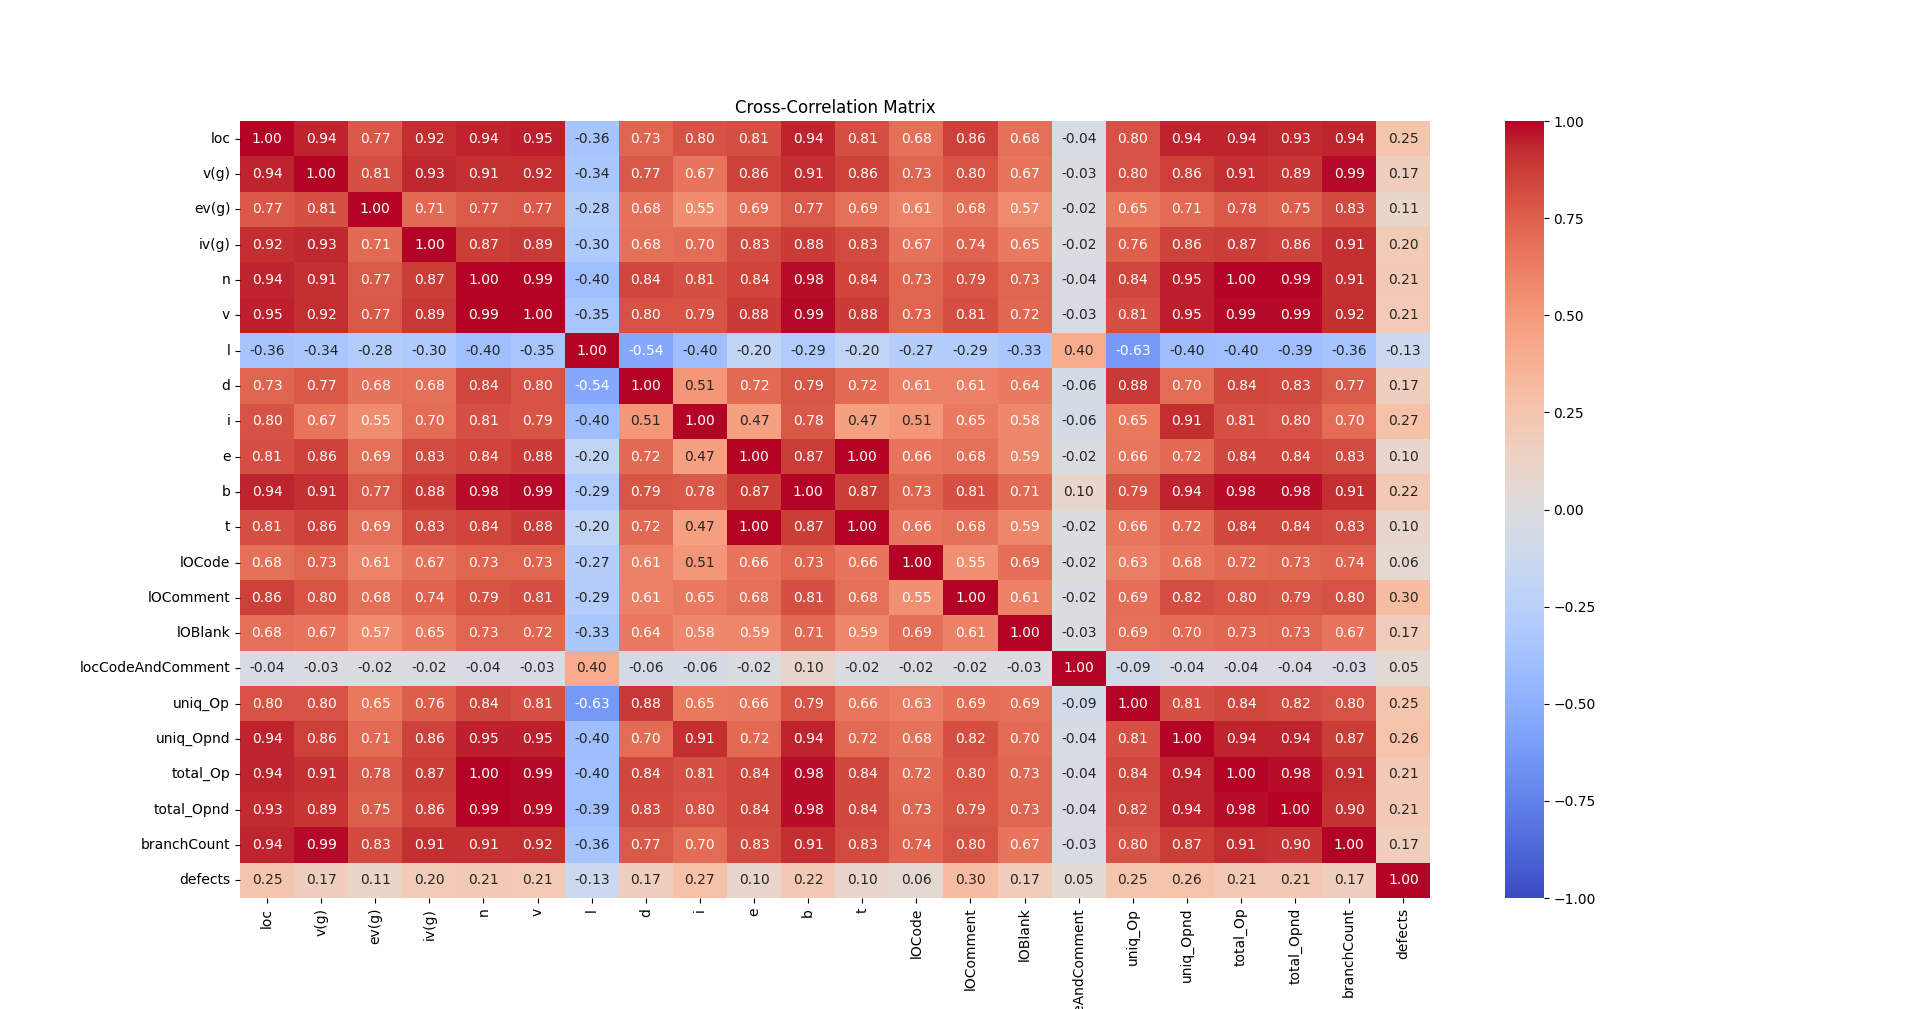 Cross-Correlation Matrix
loc 1.00 0.94 0.77 0.92 0.94 0.95 -0.36 0.73 0.80 0.81 0.94 0.81 0.68 0.86 0.68 -0.04 0.80 0.94 0.94 0.93 0.94 0.25
v(g) 0.94 1.00 0.81 0.93 0.91 0.92 -0.34 0.77 0.67 0.86 0.91 0.86 0.73 0.80 0.67 -0.03 0.80 0.86 0.91 0.89 0.99 0.17
ev(g) 0.77 0.81 1.00 0.71 0.77 0.77 -0.28 0.68 0.55 0.69 0.77 0.69 0.61 0.68 0.57 -0.02 0.65 0.71 0.78 0.75 0.83 0.11
iv(g) 0.92 0.93 0.71 1.00 0.87 0.89 -0.30 0.68 0.70 0.83 0.88 0.83 0.67 0.74 0.65 -0.02 0.76 0.86 0.87 0.86 0.91 0.20
n 0.94 0.91 0.77 0.87 1.00 0.99 -0.40 0.84 0.81 0.84 0.98 0.84 0.73 0.79 0.73 -0.04 0.84 0.95 1.00 0.99 0.91 0.21
v 0.95 0.92 0.77 0.89 0.99 1.00 -0.35 0.80 0.79 0.88 0.99 0.88 0.73 0.81 0.72 -0.03 0.81 0.95 0.99 0.99 0.92 0.21
l -0.36 -0.34 -0.28 -0.30 -0.40 -0.35 1.00 -0.54 -0.40 -0.20 -0.29 -0.20 -0.27 -0.29 -0.33 0.40 -0.63 -0.40 -0.40 -0.39 -0.36 -0.13
d 0.73 0.77 0.68 0.68 0.84 0.80 -0.54 1.00 0.51 0.72 0.79 0.72 0.61 0.61 0.64 -0.06 0.88 0.70 0.84 0.83 0.77 0.17
i 0.80 0.67 0.55 0.70 0.81 0.79 -0.40 0.51 1.00 0.47 0.78 0.47 0.51 0.65 0.58 -0.06 0.65 0.91 0.81 0.80 0.70 0.27
e 0.81 0.86 0.69 0.83 0.84 0.88 -0.20 0.72 0.47 1.00 0.87 1.00 0.66 0.68 0.59 -0.02 0.66 0.72 0.84 0.84 0.83 0.10
b 0.94 0.91 0.77 0.88 0.98 0.99 -0.29 0.79 0.78 0.87 1.00 0.87 0.73 0.81 0.71 0.10 0.79 0.94 0.98 0.98 0.91 0.22
t 0.81 0.86 0.69 0.83 0.84 0.88 -0.20 0.72 0.47 1.00 0.87 1.00 0.66 0.68 0.59 -0.02 0.66 0.72 0.84 0.84 0.83 0.10
lOCode 0.68 0.73 0.61 0.67 0.73 0.73 -0.27 0.61 0.51 0.66 0.73 0.66 1.00 0.55 0.69 -0.02 0.63 0.68 0.72 0.73 0.74 0.06
lOComment 0.86 0.80 0.68 0.74 0.79 0.81 -0.29 0.61 0.65 0.68 0.81 0.68 0.55 1.00 0.61 -0.02 0.69 0.82 0.80 0.79 0.80 0.30
lOBlank 0.68 0.67 0.57 0.65 0.73 0.72 -0.33 0.64 0.58 0.59 0.71 0.59 0.69 0.61 1.00 -0.03 0.69 0.70 0.73 0.73 0.67 0.17
locCodeAndComment -0.04 -0.03 -0.02 -0.02 -0.04 -0.03 0.40 -0.06 -0.06 -0.02 0.10 -0.02 -0.02 -0.02 -0.03 1.00 -0.09 -0.04 -0.04 -0.04 -0.03 0.05
uniq_Op 0.80 0.80 0.65 0.76 0.84 0.81 -0.63 0.88 0.65 0.66 0.79 0.66 0.63 0.69 0.69 -0.09 1.00 0.81 0.84 0.82 0.80 0.25
uniq_Opnd 0.94 0.86 0.71 0.86 0.95 0.95 -0.40 0.70 0.91 0.72 0.94 0.72 0.68 0.82 0.70 -0.04 0.81 1.00 0.94 0.94 0.87 0.26
total_Op 0.94 0.91 0.78 0.87 1.00 0.99 -0.40 0.84 0.81 0.84 0.98 0.84 0.72 0.80 0.73 -0.04 0.84 0.94 1.00 0.98 0.91 0.21
total_Opnd 0.93 0.89 0.75 0.86 0.99 0.99 -0.39 0.83 0.80 0.84 0.98 0.84 0.73 0.79 0.73 -0.04 0.82 0.94 0.98 1.00 0.90 0.21
branchCount 0.94 0.99 0.83 0.91 0.91 0.92 -0.36 0.77 0.70 0.83 0.91 0.83 0.74 0.80 0.67 -0.03 0.80 0.87 0.91 0.90 1.00 0.17
defects 0.25 0.17 0.11 0.20 0.21 0.21 -0.13 0.17 0.27 0.10 0.22 0.10 0.06 0.30 0.17 0.05 0.25 0.26 0.21 0.21 0.17 1.00
loc
v(g)
ev(g)
iv(g)
n
v
l
d
i
e
b
t
lOCode
lOComment
lOBlank
eAndComment
uniq_Op
uniq_Opnd
total_Op
total_Opnd
branchCount
defects
1.00
0.75
0.50
0.25
0.00
−0.25
−0.50
−0.75
−1.00